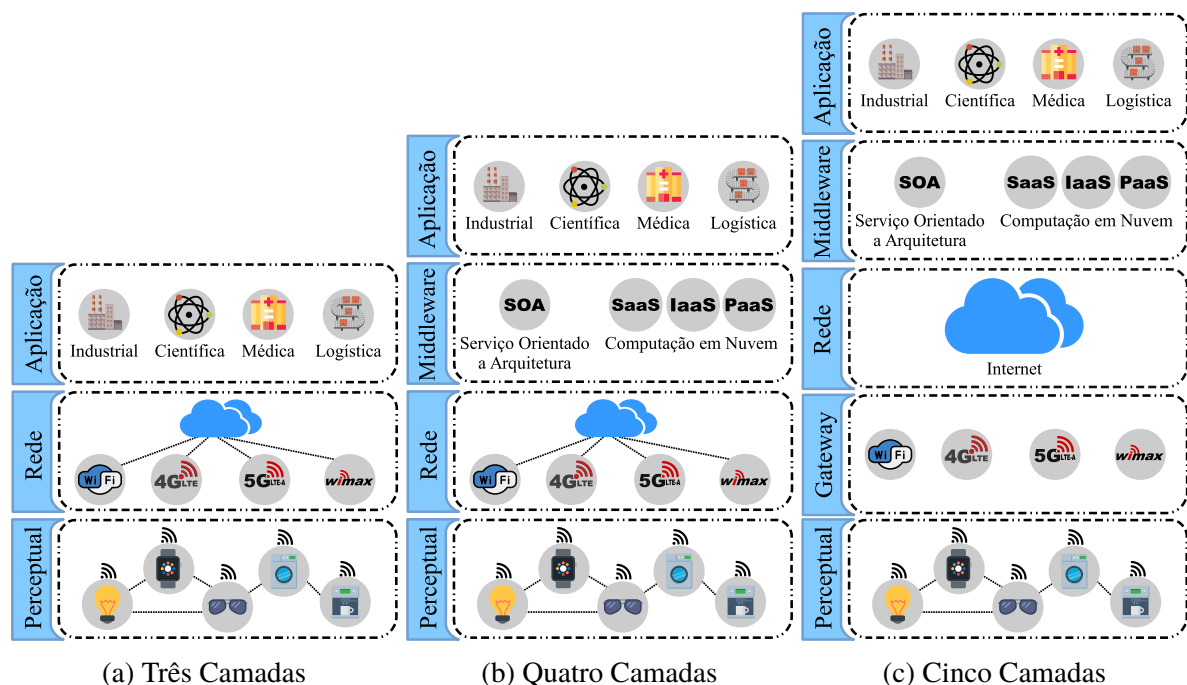 Aplicação
Industrial
Científica
Médica
Logística
Rede
Wi Fi
4G LTE
5G LTE-A
wimax
Perceptual
(a) Três Camadas
Aplicação
Industrial
Científica
Médica
Logística
Middleware
SOA
SaaS
IaaS
PaaS
Serviço Orientado
a Arquitetura
Computação em Nuvem
Rede
Wi Fi
4G LTE
5G LTE-A
wimax
Perceptual
(b) Quatro Camadas
Aplicação
Industrial
Científica
Médica
Logística
Middleware
SOA
SaaS
IaaS
PaaS
Serviço Orientado
a Arquitetura
Computação em Nuvem
Rede
Internet
Gateway
Wi Fi
4G LTE
5G LTE-A
wimax
Perceptual
(c) Cinco Camadas